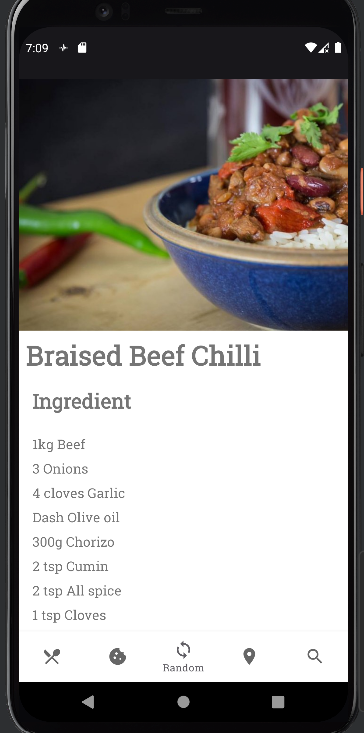 7:09
Braised Beef Chilli
Ingredient
1kg Beef
3 Onions
4 cloves Garlic
Dash Olive oil
300g Chorizo
2 tsp Cumin
2 tsp All spice
1 tsp Cloves
Random